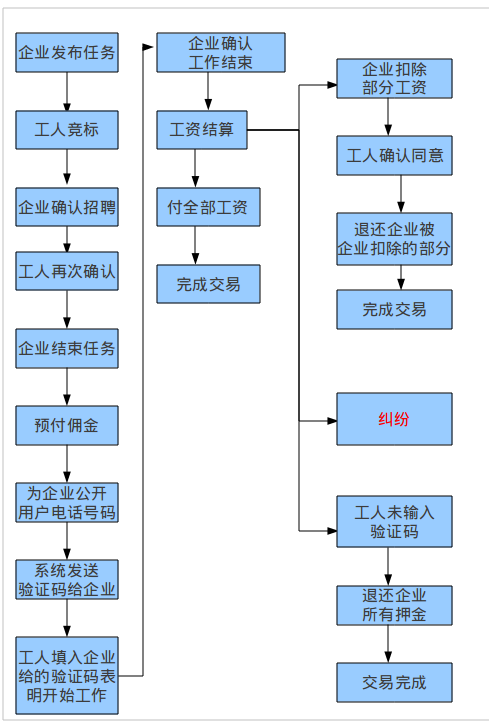 企业发布任务
工人竞标
企业确认招聘
工人再次确认
企业结束任务
预付佣金
为企业公开
用户电话号码
系统发送
验证码给企业
工人填入企业
给的验证码表
明开始工作
企业确认
工作结束
工资结算
付全部工资
完成交易
企业扣除
部分工资
工人确认同意
退还企业被
企业扣除的部分
完成交易
纠纷
工人未输入
验证码
退还企业
所有押金
交易完成